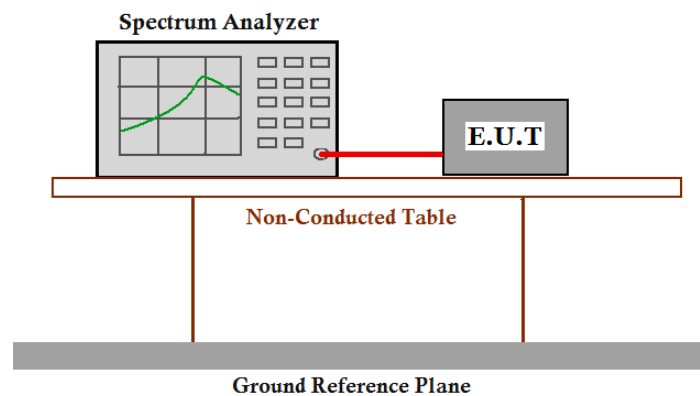 Spectrum Analyzer
E.U.T
Non-Conducted Table
Ground Reference Plane